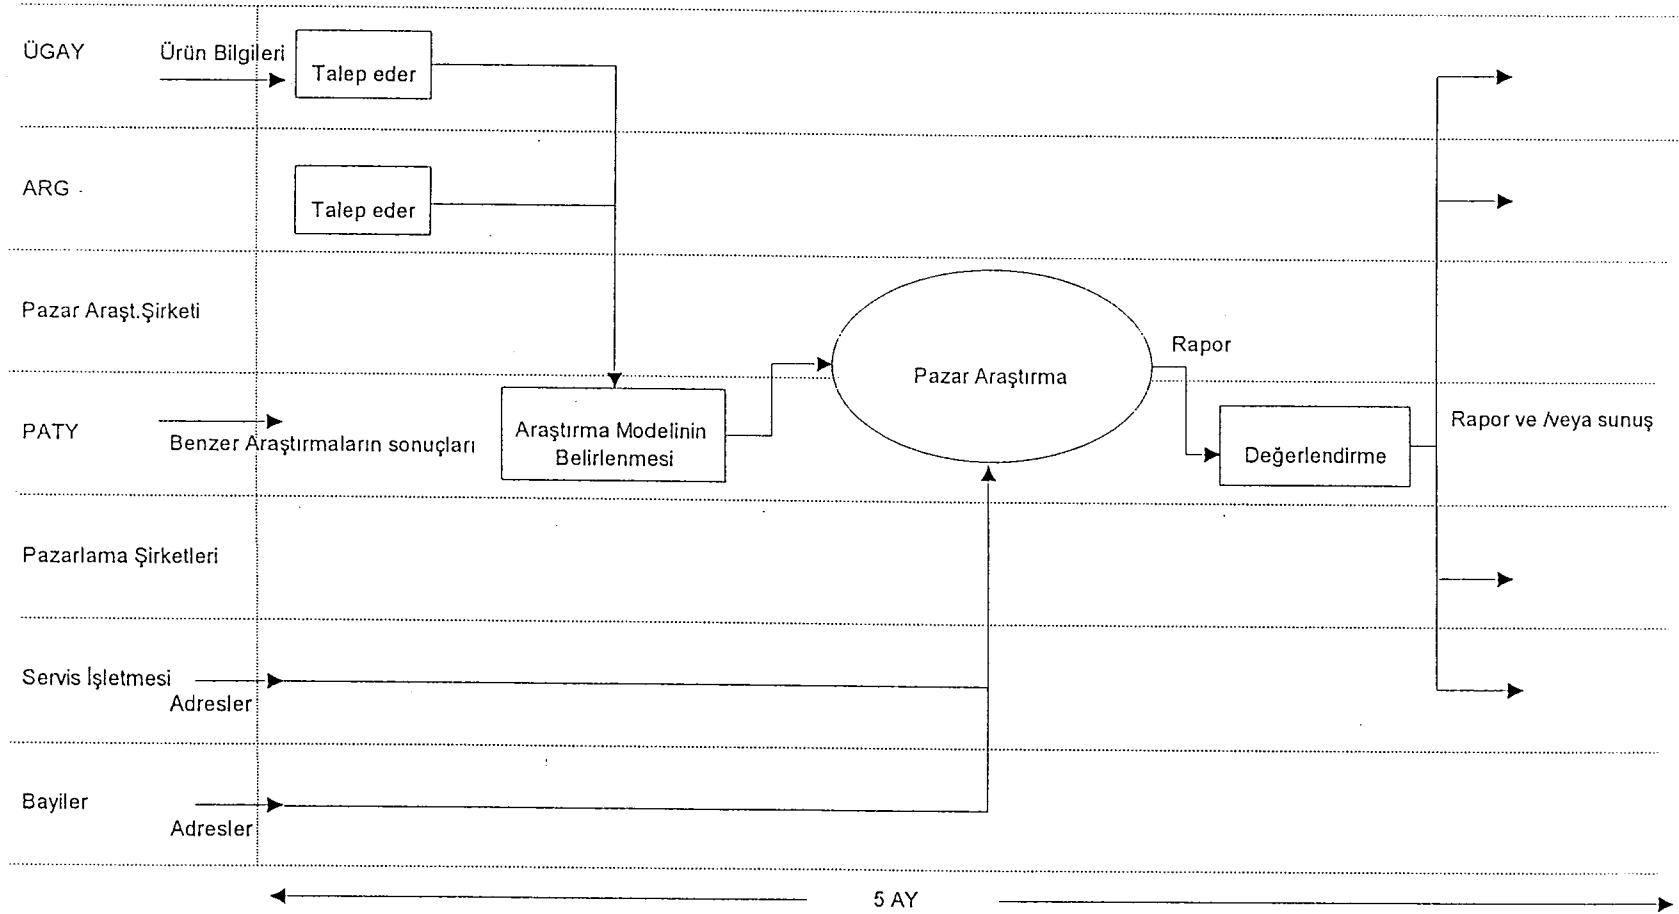 ÜGAY
Ürün Bilgileri
Talep eder
ARG
Talep eder
Pazar Araşt.Şirketi
Pazar Araştırma
Rapor
PATY
Benzer Araştırmaların sonuçları
Araştırma Modelinin
Belirlenmesi
Değerlendirme
Rapor ve /veya sunuş
Pazarlama Şirketleri
Servis İşletmesi
Adresler
Bayiler
Adresler
5 AY